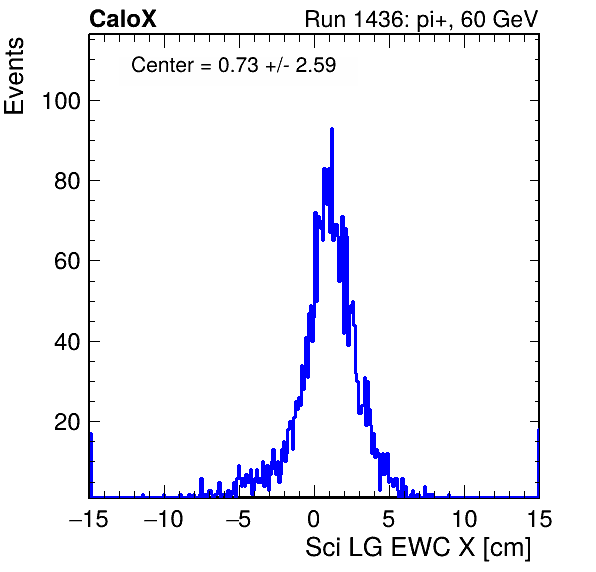 CaloX Run 1436: pi+, 60 GeV
Center = 0.73 +/- 2.59
Events
100
80
60
40
20
−15 −10 −5 0 5 10 15
Sci LG EWC X [cm]